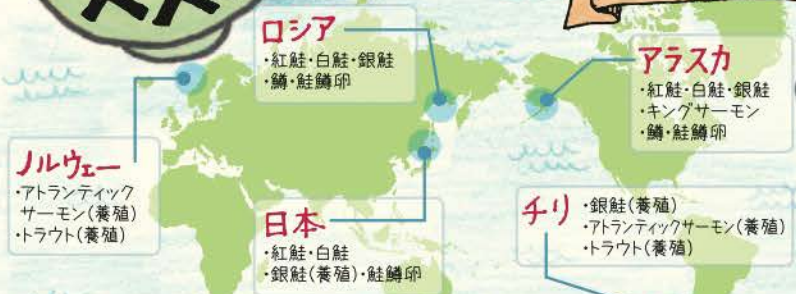 ロシア
・紅鮭・白鮭・銀鮭
・鱒・鮭鱒卵
アラスカ
・紅鮭・白鮭・銀鮭
・キングサーモン
・鱒・鮭鱒卵
ノルウェー
・アトランティック
サーモン(養殖)
・トラウト(養殖)
日本
・紅鮭・白鮭
・銀鮭(養殖)・鮭鱒卵
チリ
・銀鮭(養殖)
・アトランティックサーモン(養殖)
・トラウト(養殖)